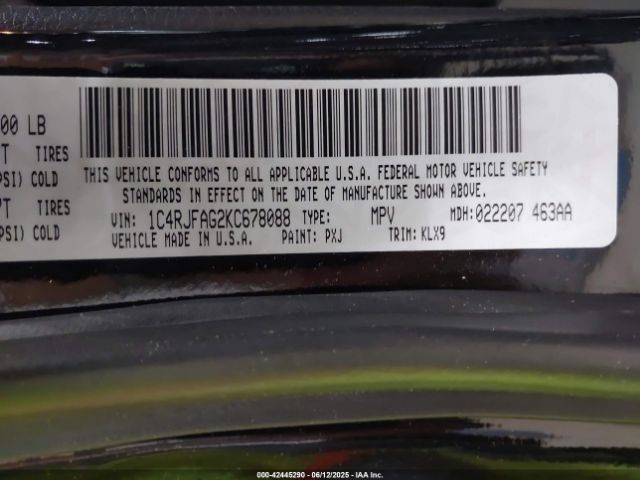 00 LB
T TIRES
PSI) COLD
PT TIRES
PSI) COLD
THIS VEHICLE CONFORMS TO ALL APPLICABLE U.S.A. FEDERAL MOTOR VEHICLE SAFETY
STANDARDS IN EFFECT ON THE DATE OF MANUFACTURE SHOWN ABOVE.
VIN: 1C4RJFAG2KC678088 TYPE: MPV MDH: 022207 463AA
VEHICLE MADE IN U.S.A. PAINT: PXJ TRIM: KLX9
000-42445290 - 06/12/2025 - IAA Inc.